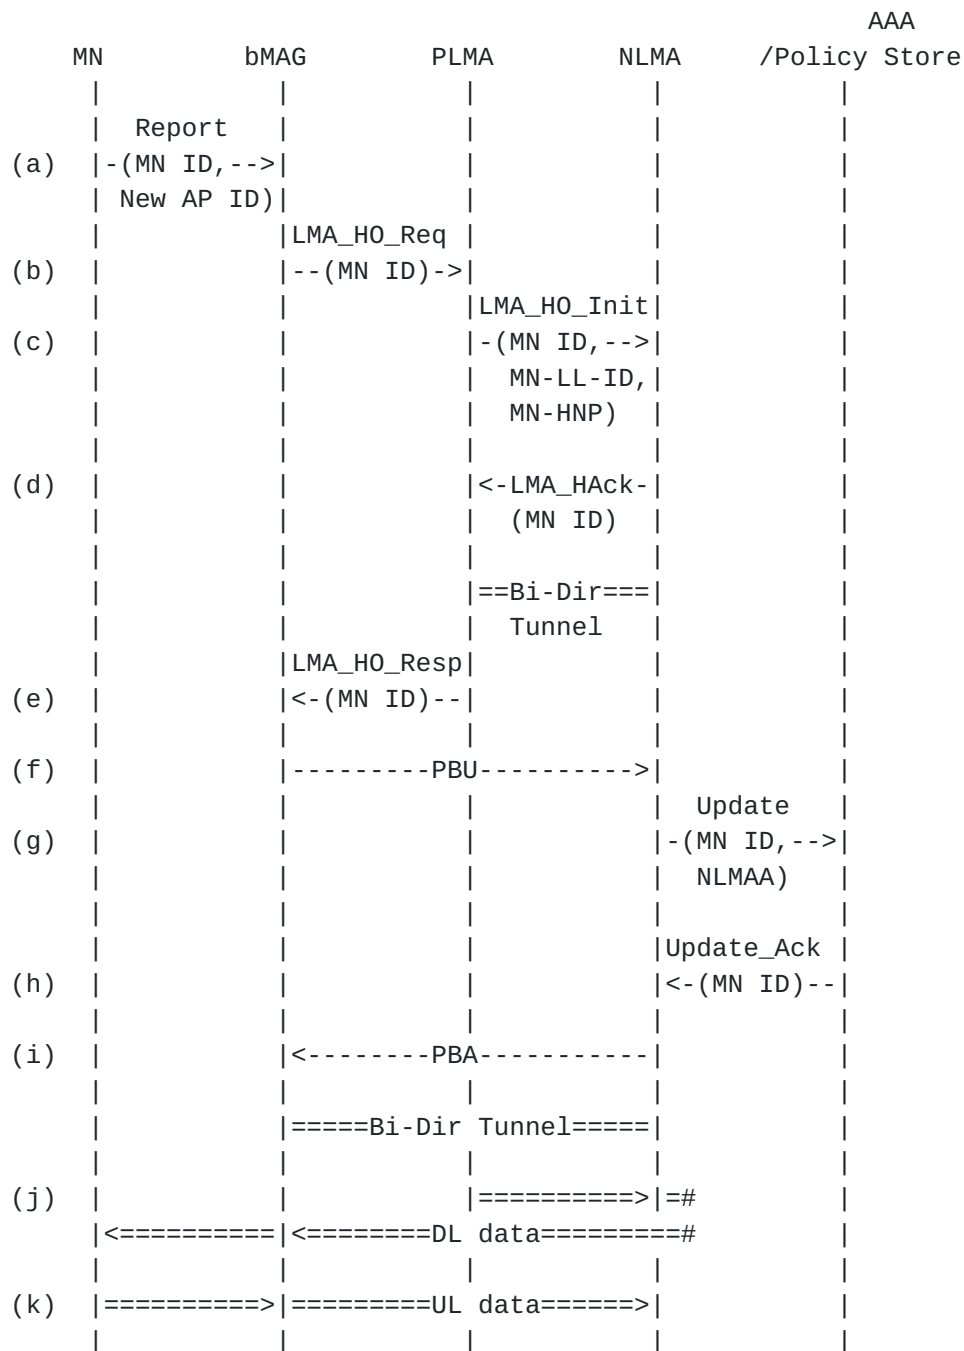 AAA
    MN         bMAG        PLMA        NLMA     /Policy Store
     |           |           |           |           |
     |  Report   |           |           |           |
(a)  |-(MN ID,-->|           |           |           |
     | New AP ID)|           |           |           |
     |           |LMA_HO_Req |           |           |
(b)  |           |--(MN ID)->|           |           |
     |           |           |LMA_HO_Init|           |
(c)  |           |           |-(MN ID,-->|           |
     |           |           |  MN-LL-ID,|           |
     |           |           |  MN-HNP)  |           |
     |           |           |           |           |
(d)  |           |           |<-LMA_HAck-|           |
     |           |           |  (MN ID)  |           |
     |           |           |           |           |
     |           |           |==Bi-Dir===|           |
     |           |           |  Tunnel   |           |
     |           |LMA_HO_Resp|           |           |
(e)  |           |<-(MN ID)--|           |           |
     |           |           |           |           |
(f)  |           |---------PBU---------->|           |
     |           |           |           |  Update   |
(g)  |           |           |           |-(MN ID,-->|
     |           |           |           |  NLMAA)   |
     |           |           |           |           |
     |           |           |           |Update_Ack |
(h)  |           |           |           |<-(MN ID)--|
     |           |           |           |           |
(i)  |           |<--------PBA-----------|           |
     |           |           |           |           |
     |           |=====Bi-Dir Tunnel=====|           |
     |           |           |           |           |
(j)  |           |           |==========>|=#         |
     |<==========|<========DL data=========#         |
     |           |           |           |           |
(k)  |==========>|=========UL data======>|           |
     |           |           |           |           |